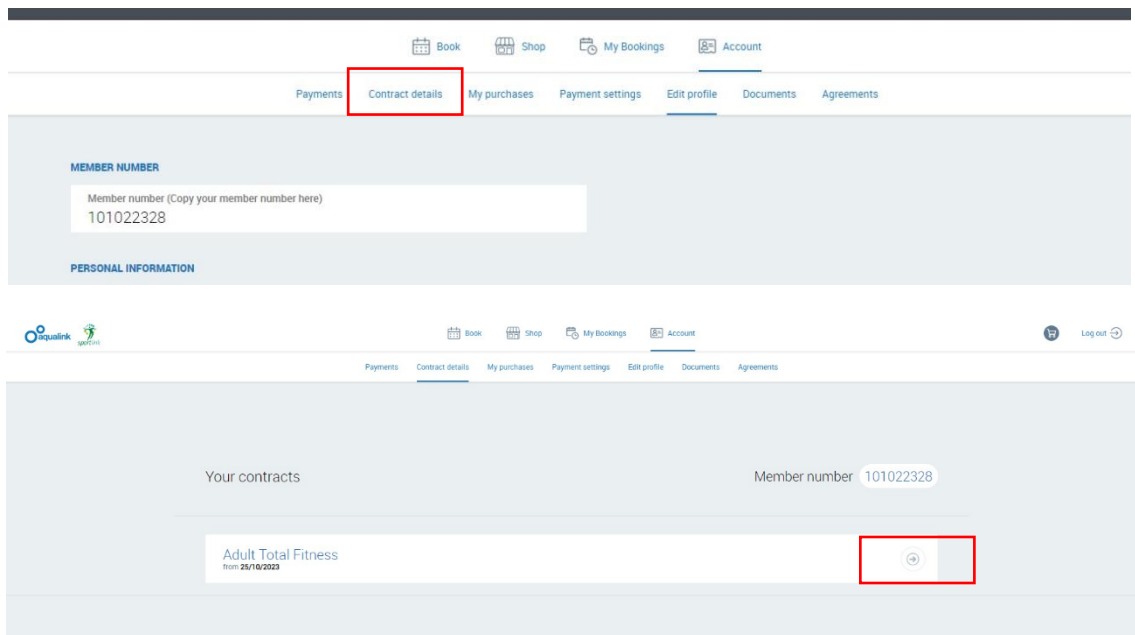 Book Shop My Bookings Account
Payments Contract details My purchases Payment settings Edit profile Documents Agreements
MEMBER NUMBER
Member number (Copy your member number here)
101022328
PERSONAL INFORMATION
aqualink sportlink Book Shop My Bookings Account Log out
Payments Contract details My purchases Payment settings Edit profile Documents Agreements
Your contracts Member number 101022328
Adult Total Fitness
from 25/10/2023